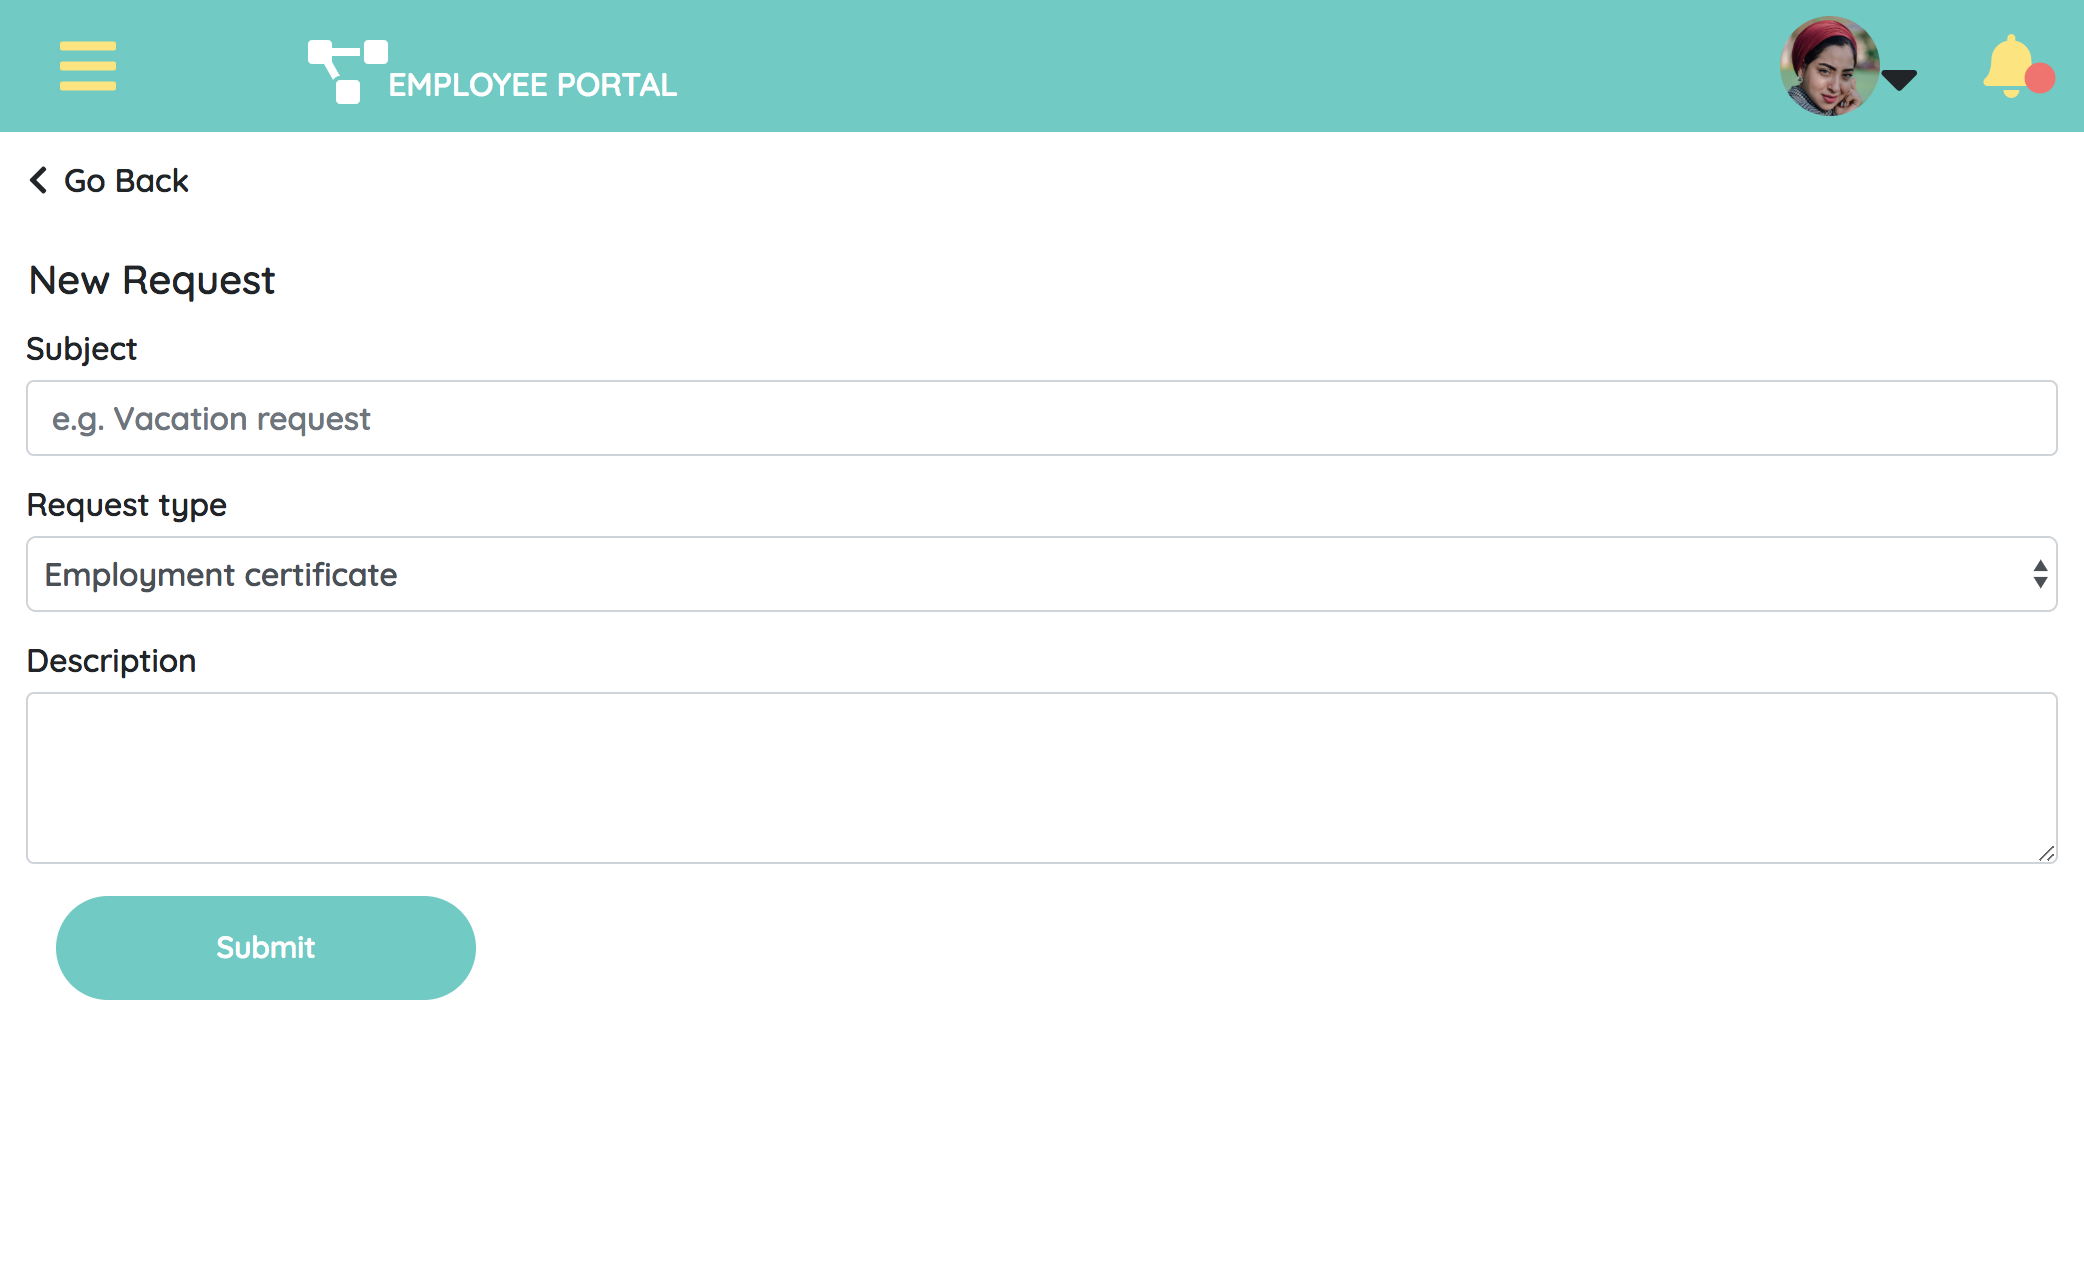 EMPLOYEE PORTAL
Go Back
New Request
Subject
e.g. Vacation request
Request type
Employment certificate
Description
Submit